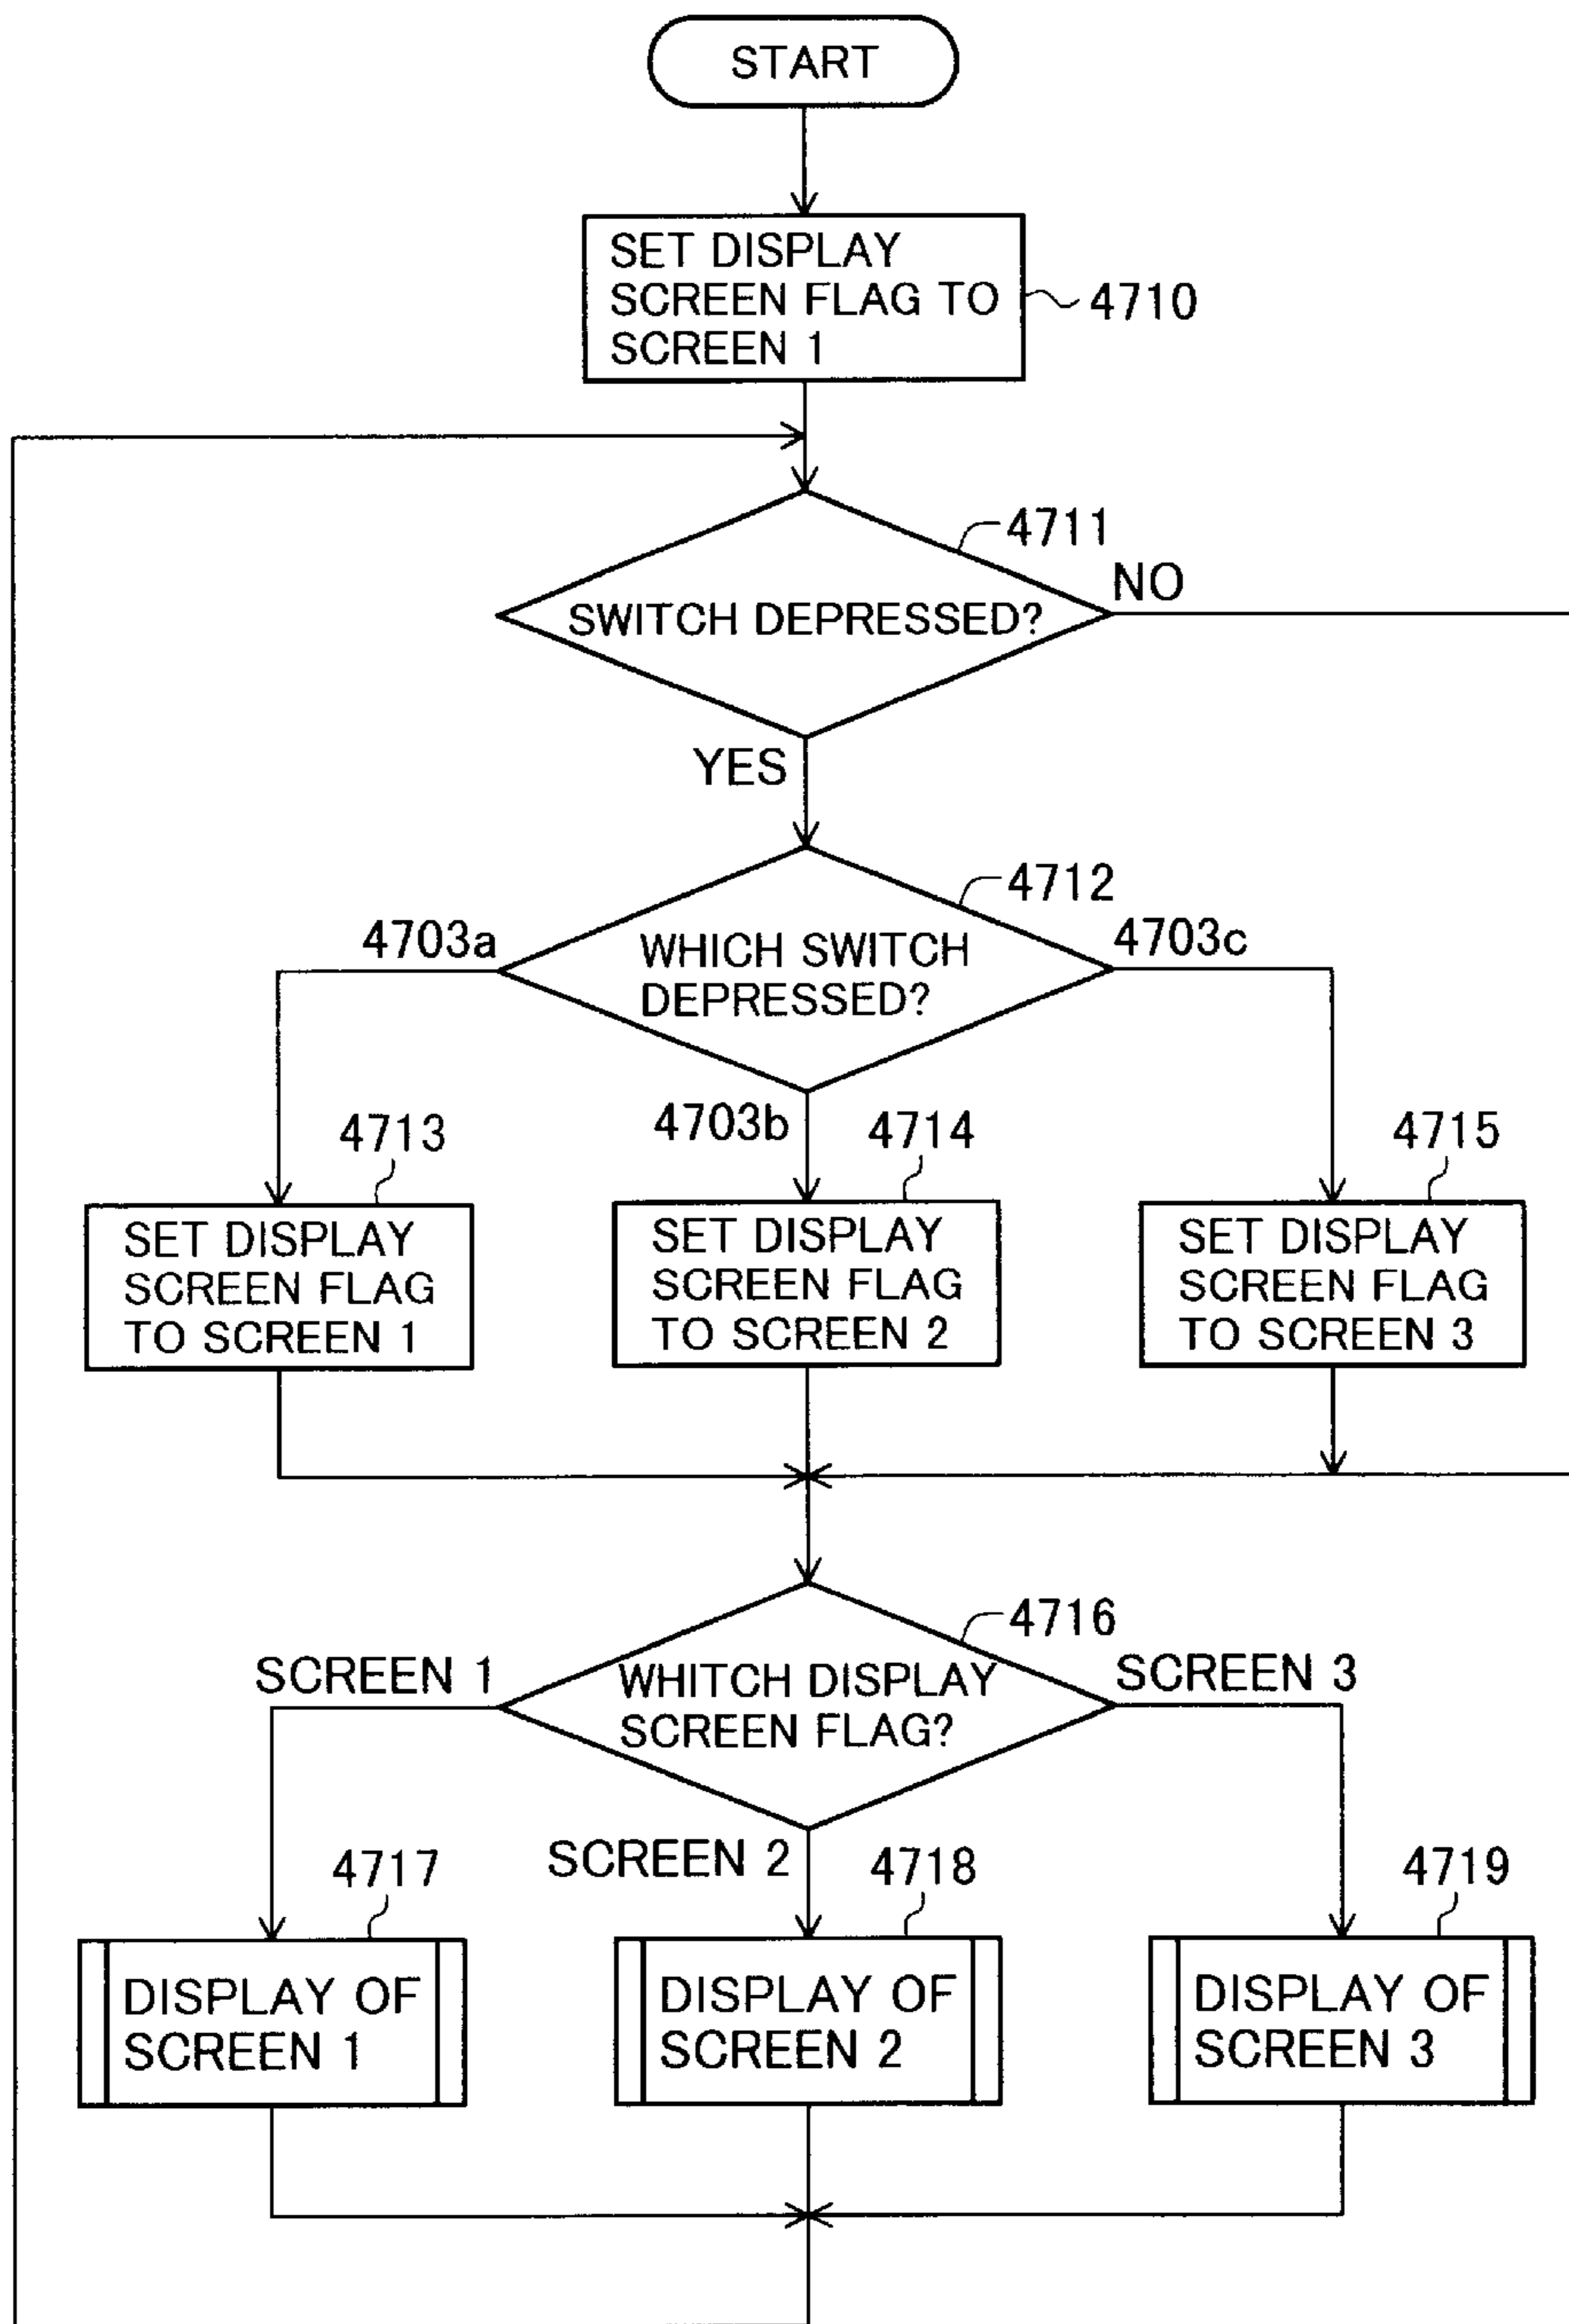 START
SET DISPLAY
SCREEN FLAG TO
SCREEN 1
4710
4711
NO
SWITCH DEPRESSED?
YES
4712
4703a
WHICH SWITCH
DEPRESSED?
4703c
4703b
4713
4714
4715
SET DISPLAY
SCREEN FLAG
TO SCREEN 1
SET DISPLAY
SCREEN FLAG
TO SCREEN 2
SET DISPLAY
SCREEN FLAG
TO SCREEN 3
4716
SCREEN 1
WHITCH DISPLAY
SCREEN FLAG?
SCREEN 3
SCREEN 2
4717
4718
4719
DISPLAY OF
SCREEN 1
DISPLAY OF
SCREEN 2
DISPLAY OF
SCREEN 3